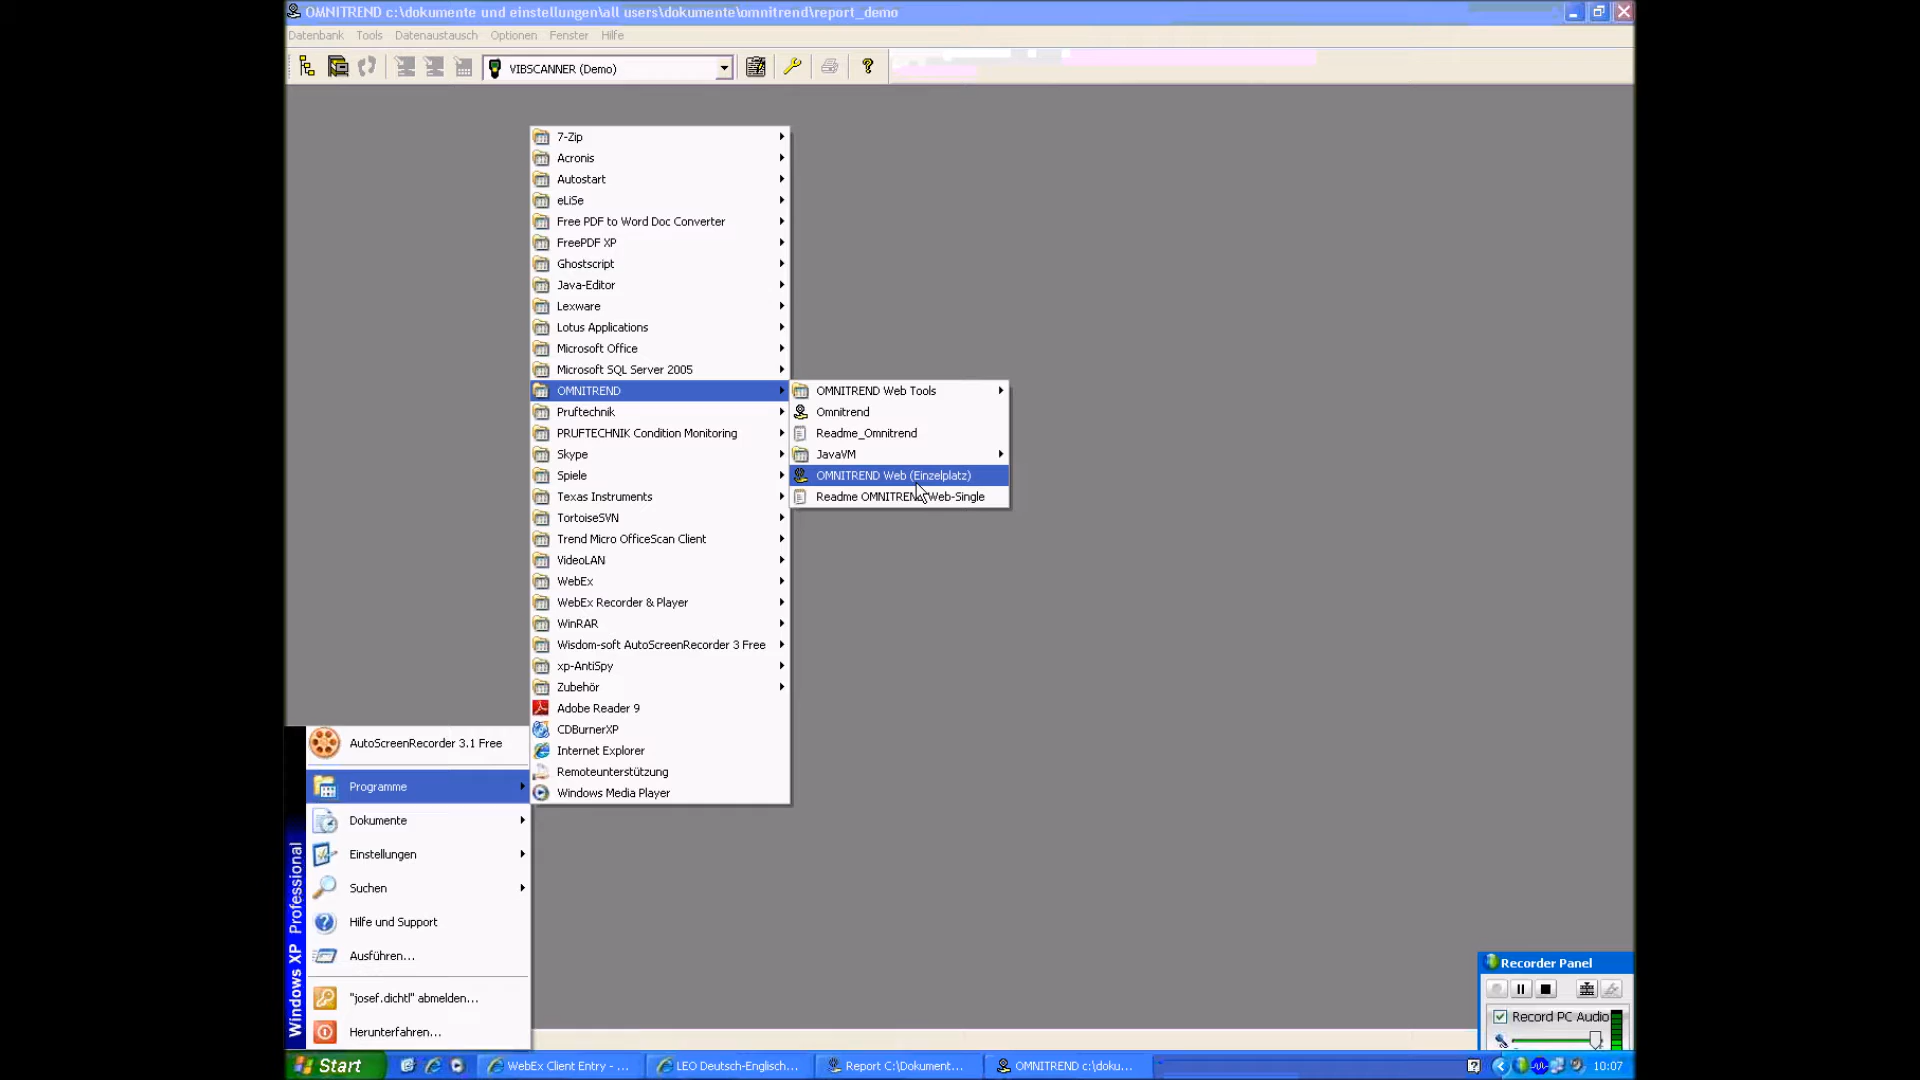 OMNITREND c:\dokumente und einstellungen\all users\dokumente\omnitrend\report_demo
Datenbank Tools Datenaustausch Optionen Fenster Hilfe
VIBSCANNER (Demo)
7-Zip
Acronis
Autostart
eLiSe
Free PDF to Word Doc Converter
FreePDF XP
Ghostscript
Java-Editor
Lexware
Lotus Applications
Microsoft Office
Microsoft SQL Server 2005
OMNITREND
Pruftechnik
PRUFTECHNIK Condition Monitoring
Skype
Spiele
Texas Instruments
TortoiseSVN
Trend Micro OfficeScan Client
VideoLAN
WebEx
WebEx Recorder & Player
WinRAR
Wisdom-soft AutoScreenRecorder 3 Free
xp-AntiSpy
Zubehör
Adobe Reader 9
CDBurnerXP
Internet Explorer
Remoteunterstützung
Windows Media Player
OMNITREND Web Tools
Omnitrend
Readme_Omnitrend
JavaVM
OMNITREND Web (Einzelplatz)
Readme OMNITREND Web-Single
AutoScreenRecorder 3.1 Free
Programme
Dokumente
Einstellungen
Suchen
Hilfe und Support
Ausführen...
"josef.dichtl" abmelden...
Herunterfahren...
Windows XP Professional
Recorder Panel
Record PC Audio
Start
WebEx Client Entry - ...
LEO Deutsch-Englisch...
Report C:\Dokument...
OMNITREND c:\doku...
10:07